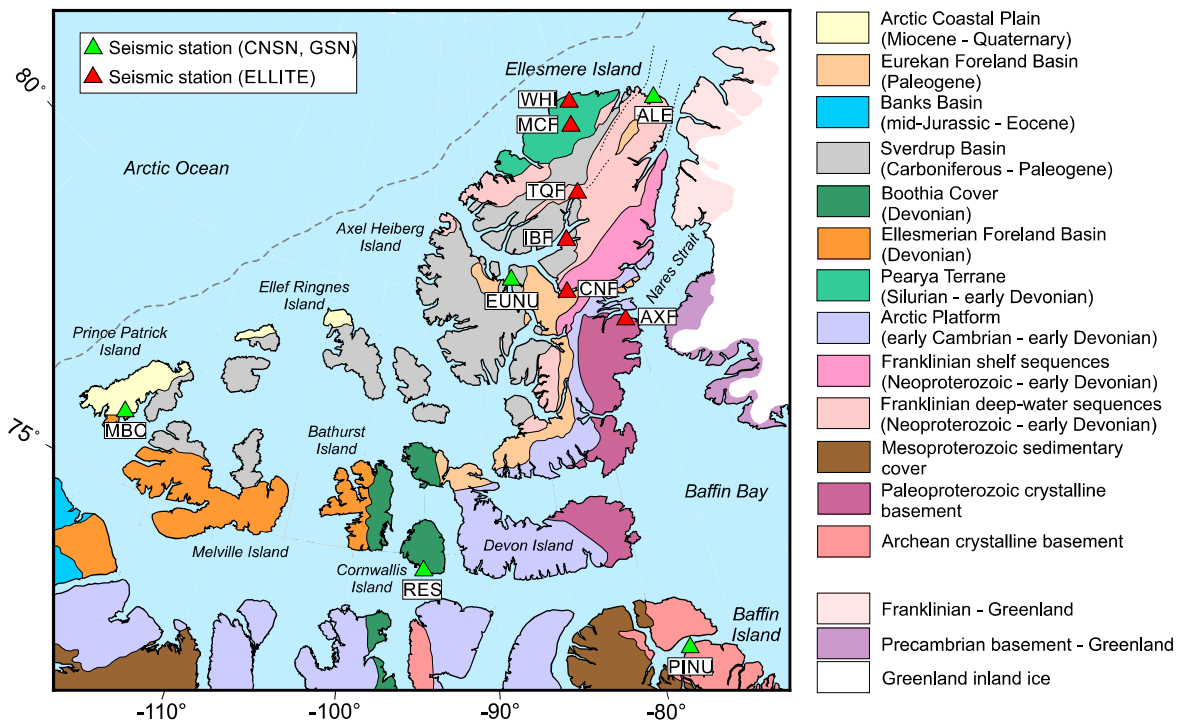 Seismic station (CNSN, GSN)
Seismic station (ELLITE)
80°
75°
Arctic Ocean
Ellesmere Island
WHI
MCF
ALE
TQF
IBF
Axel Heiberg
Island
EUNU
CNF
AXF
Nares Strait
Ellef Ringnes
Island
Prince Patrick
Island
MBC
Bathurst
Island
Melville Island
Baffin Bay
Devon Island
Cornwallis
Island
RES
Baffin
Island
PINU
-110°
-100°
-90°
-80°
Arctic Coastal Plain
(Miocene - Quaternary)
Eurekan Foreland Basin
(Paleogene)
Banks Basin
(mid-Jurassic - Eocene)
Sverdrup Basin
(Carboniferous - Paleogene)
Boothia Cover
(Devonian)
Ellesmerian Foreland Basin
(Devonian)
Pearya Terrane
(Silurian - early Devonian)
Arctic Platform
(early Cambrian - early Devonian)
Franklinian shelf sequences
(Neoproterozoic - early Devonian)
Franklinian deep-water sequences
(Neoproterozoic - early Devonian)
Mesoproterozoic sedimentary
cover
Paleoproterozoic crystalline
basement
Archean crystalline basement
Franklinian - Greenland
Precambrian basement - Greenland
Greenland inland ice